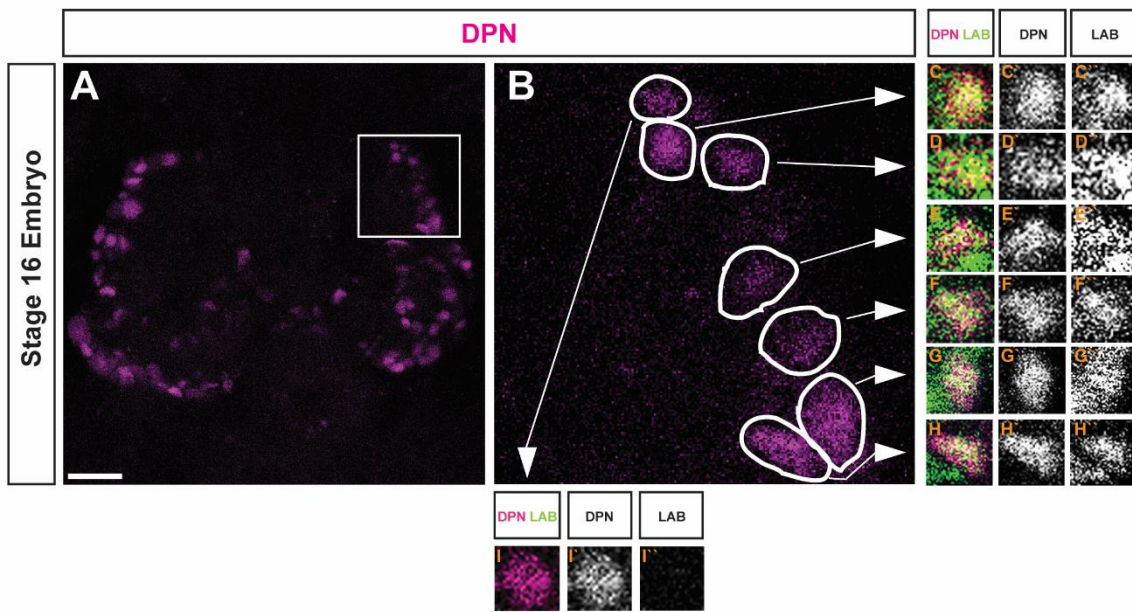 DPN
DPN LAB
DPN
LAB
Stage 16 Embryo
A
B
C
C`
C``
D
D`
D``
E
E`
E``
F
F`
F``
G
G`
G``
H
H`
H``
DPN LAB
DPN
LAB
I
I`
I``